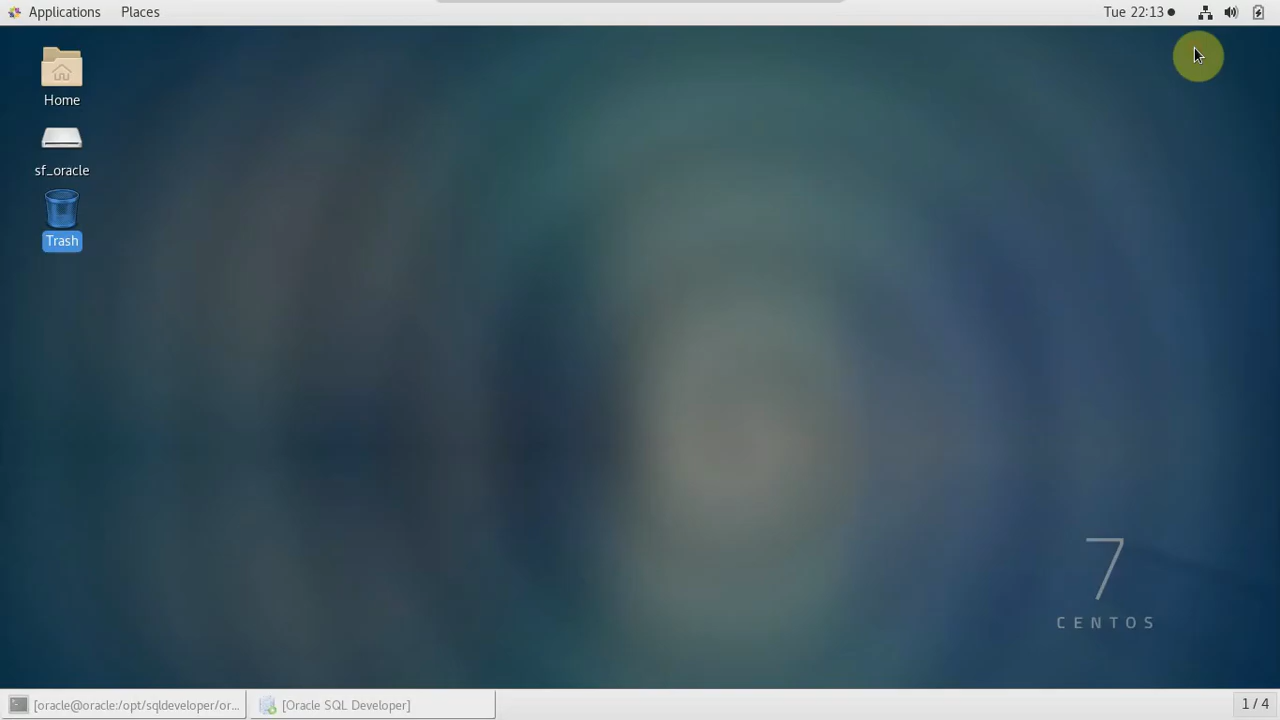 Applications Places Tue 22:13
Home
sf_oracle
Trash
7
CENTOS
[oracle@oracle:/opt/sqldeveloper/or... [Oracle SQL Developer] 1 / 4